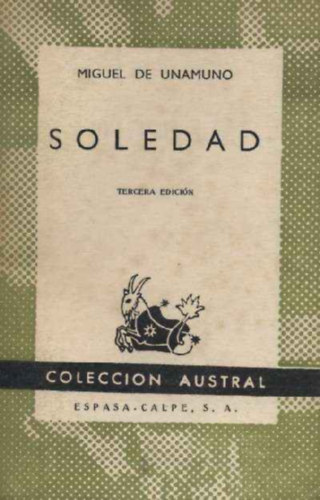 MIGUEL DE UNAMUNO
SOLEDAD
TERCERA EDICIÓN
COLECCION AUSTRAL
ESPASA-CALPE, S. A.